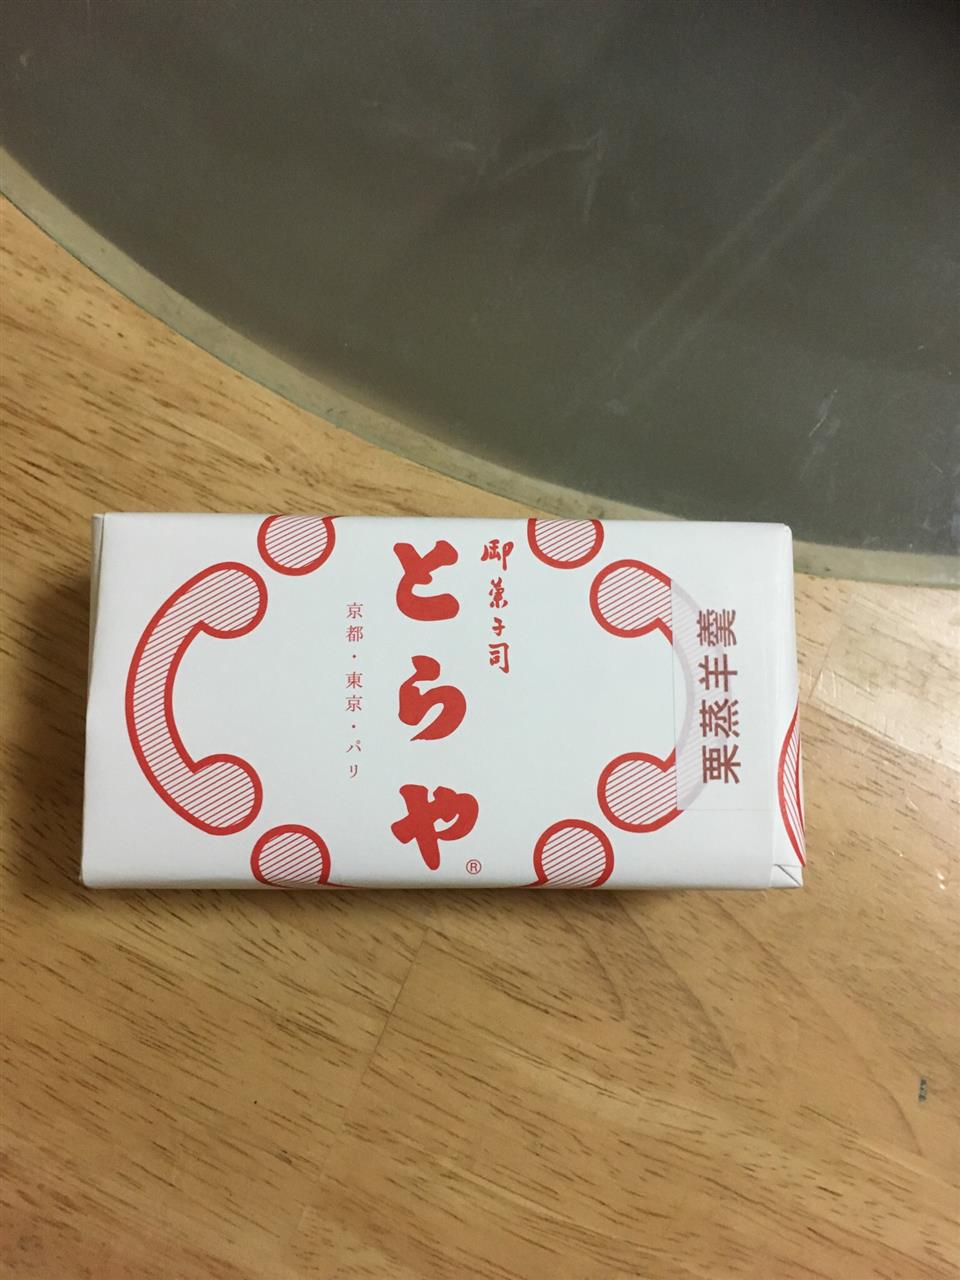 御菓子司
とらや®
京都・東京・パリ
栗蒸羊羹